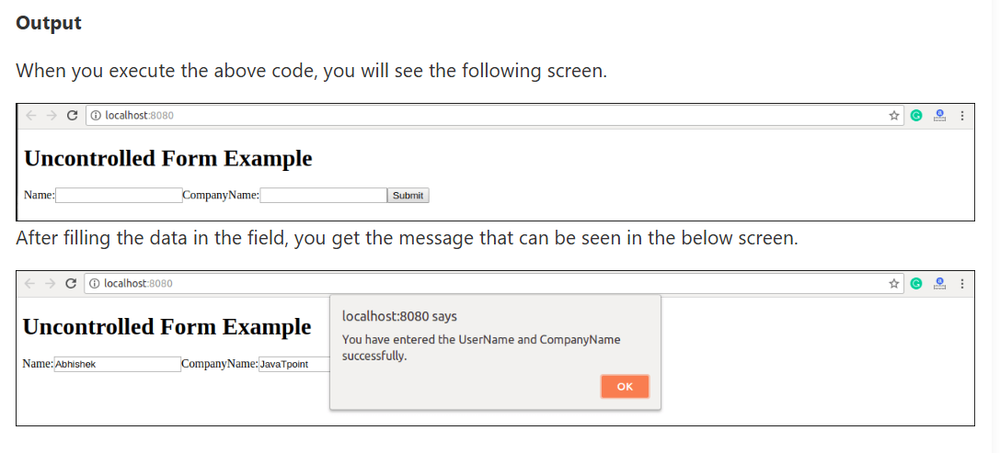 Output
When you execute the above code, you will see the following screen.
localhost:8080
Uncontrolled Form Example
Name: CompanyName: Submit
After filling the data in the field, you get the message that can be seen in the below screen.
localhost:8080
localhost:8080 says
You have entered the UserName and CompanyName
successfully.
OK
Uncontrolled Form Example
Name:Abhishek CompanyName:JavaTpoint